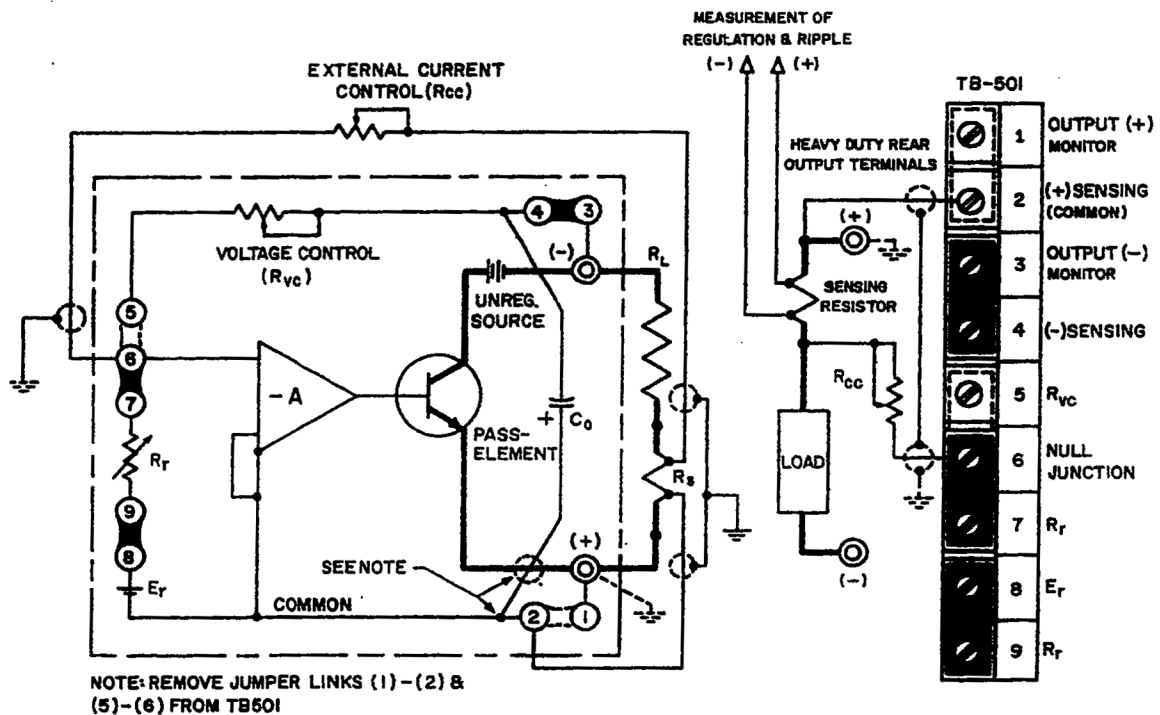 MEASUREMENT OF
REGULATION & RIPPLE
(-) (+)
EXTERNAL CURRENT
CONTROL (Rcc)
TB-501
HEAVY DUTY REAR
OUTPUT TERMINALS
1 OUTPUT (+)
MONITOR
2 (+) SENSING
(COMMON)
3 OUTPUT (-)
MONITOR
4 (-) SENSING
5 RVC
6 NULL
JUNCTION
7 Rr
8 Er
9 Rr
4 3
VOLTAGE CONTROL
(RVC)
(-)
RL
UNREG.
SOURCE
(+)
SENSING
RESISTOR
5
6
7
-A
+ Co
PASS-
ELEMENT
Rr
Rs
RCC
LOAD
9
8
Er
SEE NOTE
(+)
(-)
COMMON
2 1
NOTE: REMOVE JUMPER LINKS (1)-(2) &
(5)-(6) FROM TB501